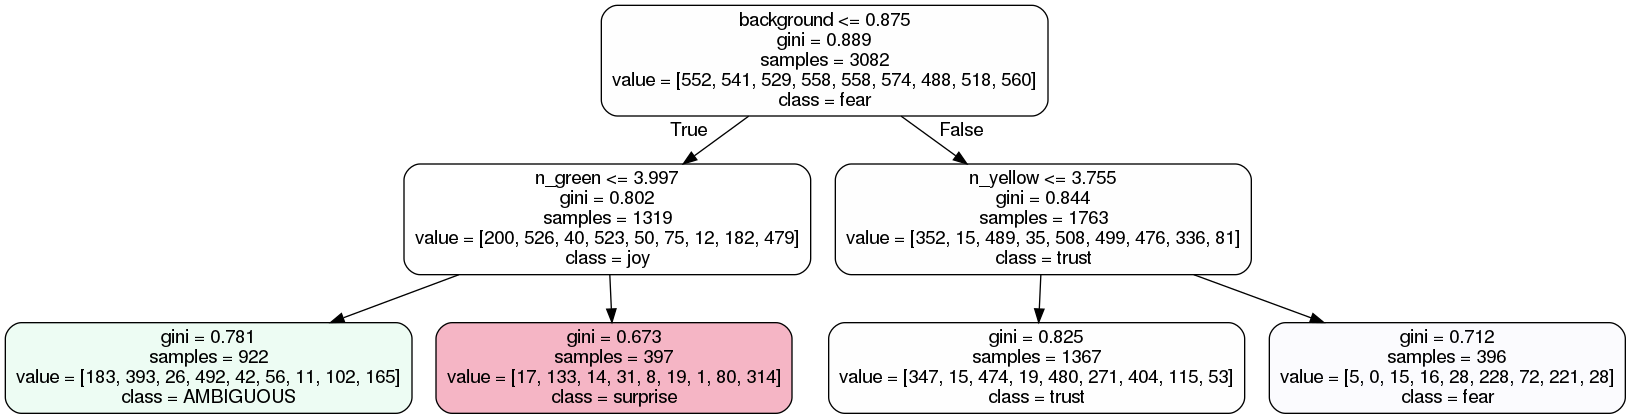 background <= 0.875
gini = 0.889
samples = 3082
value = [552, 541, 529, 558, 558, 574, 488, 518, 560]
class = fear
True
False
n_green <= 3.997
gini = 0.802
samples = 1319
value = [200, 526, 40, 523, 50, 75, 12, 182, 479]
class = joy
n_yellow <= 3.755
gini = 0.844
samples = 1763
value = [352, 15, 489, 35, 508, 499, 476, 336, 81]
class = trust
gini = 0.781
samples = 922
value = [183, 393, 26, 492, 42, 56, 11, 102, 165]
class = AMBIGUOUS
gini = 0.673
samples = 397
value = [17, 133, 14, 31, 8, 19, 1, 80, 314]
class = surprise
gini = 0.825
samples = 1367
value = [347, 15, 474, 19, 480, 271, 404, 115, 53]
class = trust
gini = 0.712
samples = 396
value = [5, 0, 15, 16, 28, 228, 72, 221, 28]
class = fear